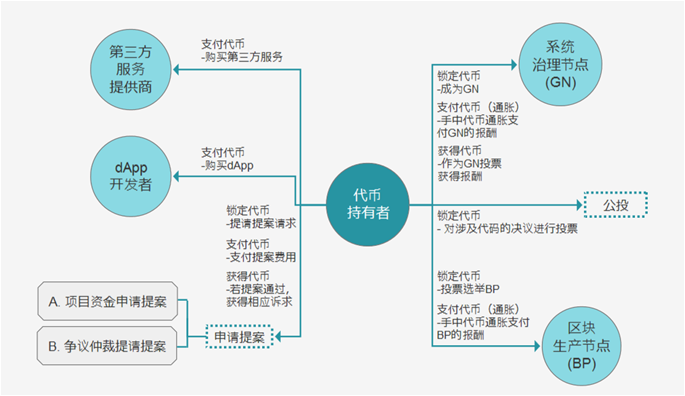 第三方
服务
提供商
支付代币
-购买第三方服务
dApp
开发者
支付代币
-购买dApp
代币
持有者
锁定代币
-提请提案请求
支付代币
-支付提案费用
获得代币
-若提案通过，
获得相应诉求
申请提案
A. 项目资金申请提案
B. 争议仲裁提请提案
系统
治理节点
(GN)
锁定代币
-成为GN
支付代币（通胀）
-手中代币通胀支
付GN的报酬
获得代币
-作为GN投票
获得报酬
公投
锁定代币
- 对涉及代码的决议进行投票
锁定代币
-投票选举BP
支付代币（通胀）
-手中代币通胀支付
BP的报酬
区块
生产节点
(BP)